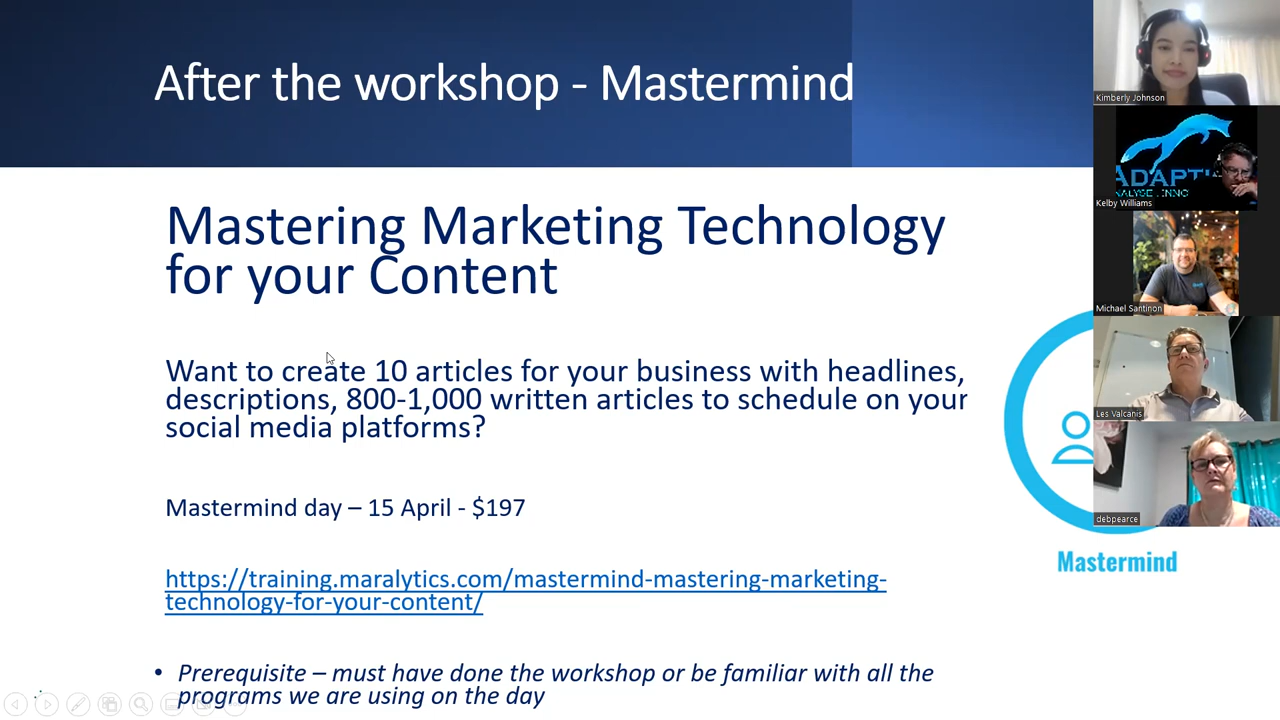 After the workshop - Mastermind
Mastering Marketing Technology
for your Content
Want to create 10 articles for your business with headlines,
descriptions, 800-1,000 written articles to schedule on your
social media platforms?
Mastermind day – 15 April - $197
https://training.maralytics.com/mastermind-mastering-marketing-
technology-for-your-content/
• Prerequisite – must have done the workshop or be familiar with all the
programs we are using on the day
Mastermind
Kimberly Johnson
Kelby Williams
Michael Santinon
Les Valcanis
debpearce